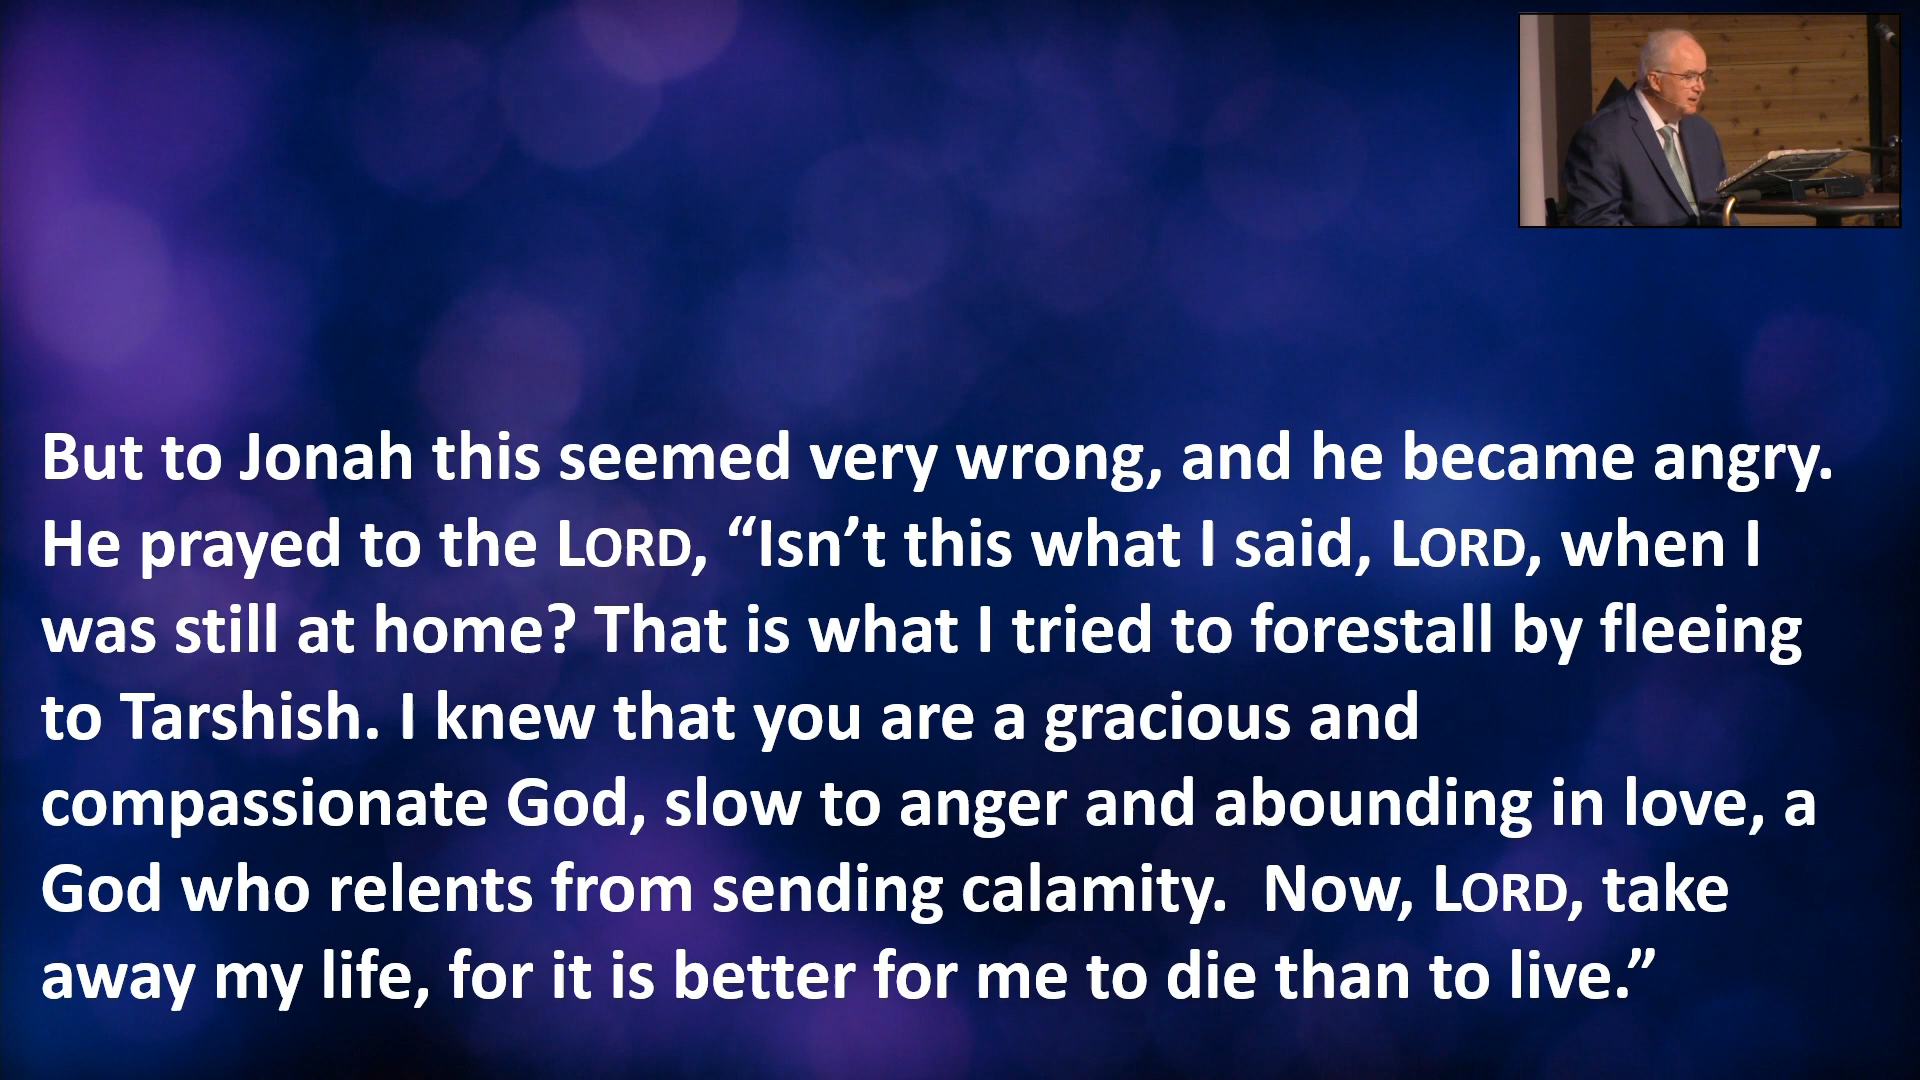 But to Jonah this seemed very wrong, and he became angry.
He prayed to the LORD, “Isn’t this what I said, LORD, when I
was still at home? That is what I tried to forestall by fleeing
to Tarshish. I knew that you are a gracious and
compassionate God, slow to anger and abounding in love, a
God who relents from sending calamity.  Now, LORD, take
away my life, for it is better for me to die than to live.”